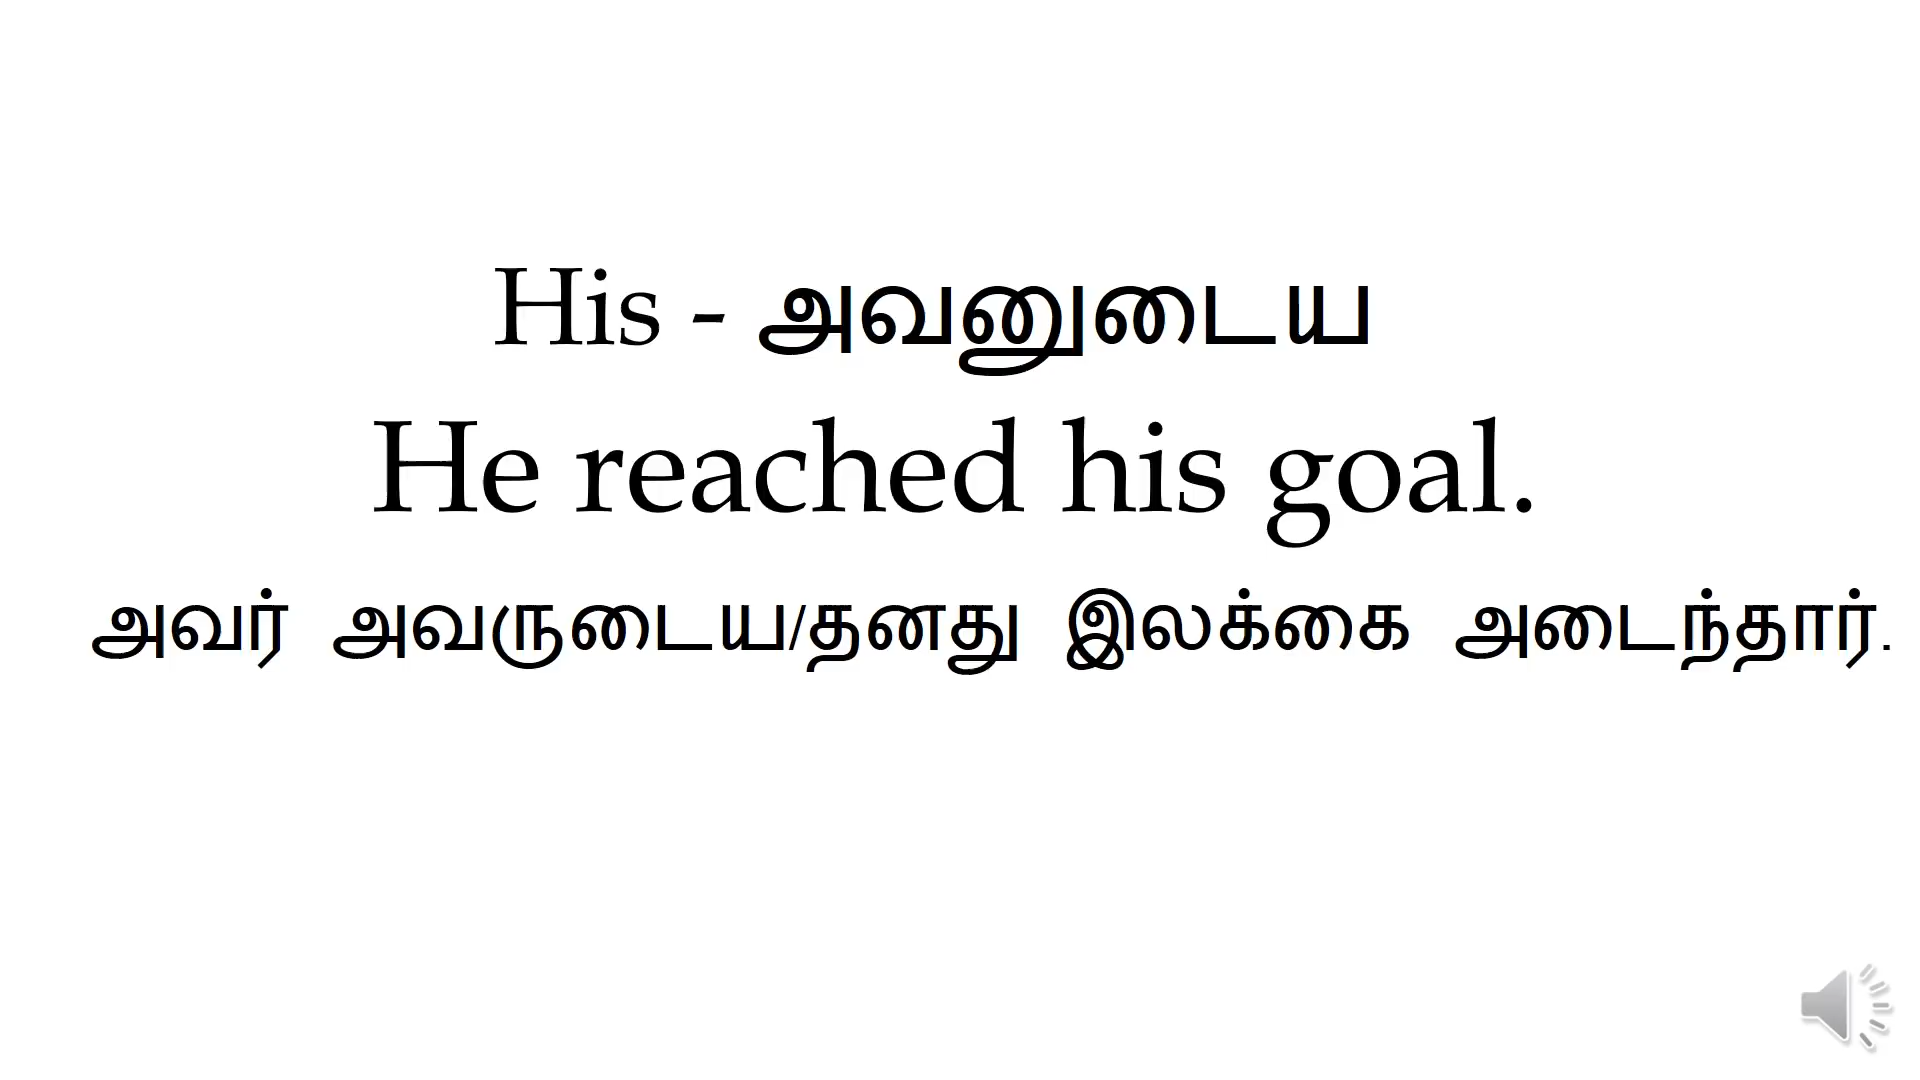 His - அவனுடைய
He reached his goal.
அவர் அவருடைய/தனது இலக்கை அடைந்தார்.